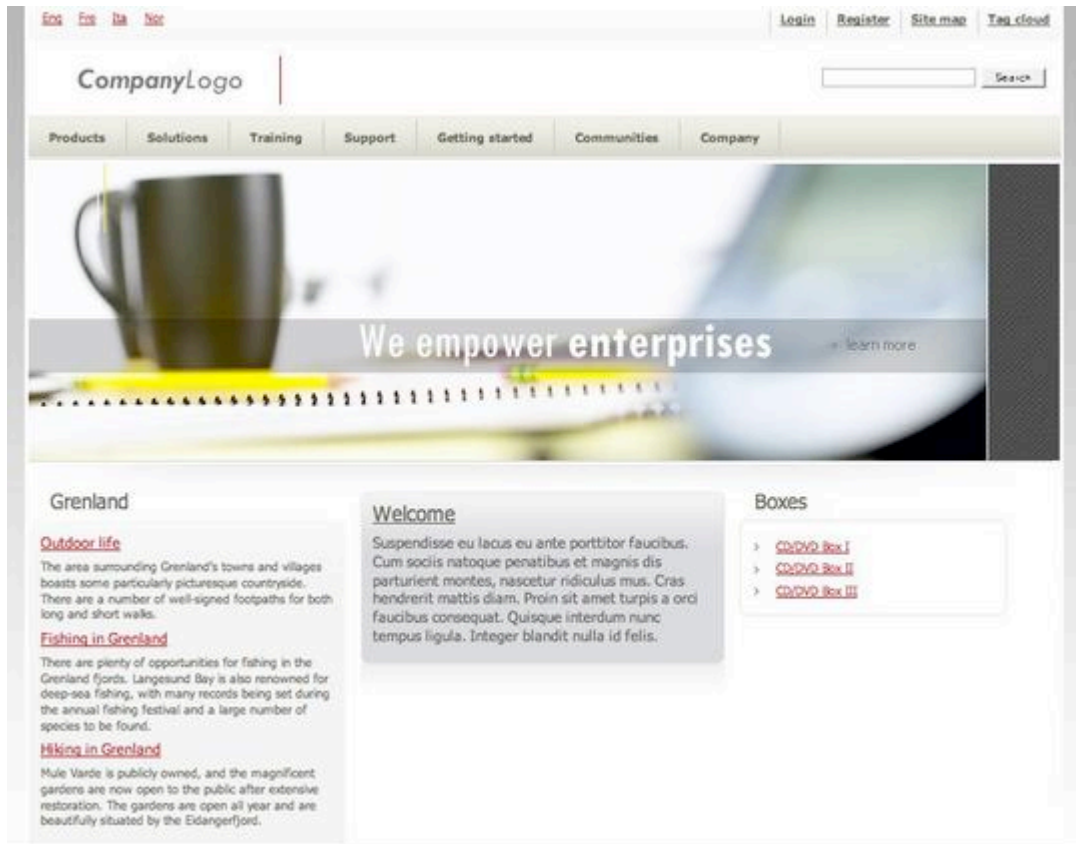 Eng Fre Ita Nor
Login Register Site map Tag cloud
CompanyLogo
Search
Products Solutions Training Support Getting started Communities Company
We empower enterprises
learn more
Grenland
Outdoor life
The area surrounding Grenland's towns and villages
boasts some particularly picturesque countryside.
There are a number of well-signed footpaths for both
long and short walks.
Fishing in Grenland
There are plenty of opportunities for fishing in the
Grenland fjords. Langesund Bay is also renowned for
deep-sea fishing, with many records being set during
the annual fishing festival and a large number of
species to be found.
Hiking in Grenland
Mule Varde is publicly owned, and the magnificent
gardens are now open to the public after extensive
restoration. The gardens are open all year and are
beautifully situated by the Eidangerfjord.
Welcome
Suspendisse eu lacus eu ante porttitor faucibus.
Cum sociis natoque penatibus et magnis dis
parturient montes, nascetur ridiculus mus. Cras
hendrerit mattis diam. Proin sit amet turpis a orci
faucibus consequat. Quisque interdum nunc
tempus ligula. Integer blandit nulla id felis.
Boxes
CD/DVD Box I
CD/DVD Box II
CD/DVD Box III